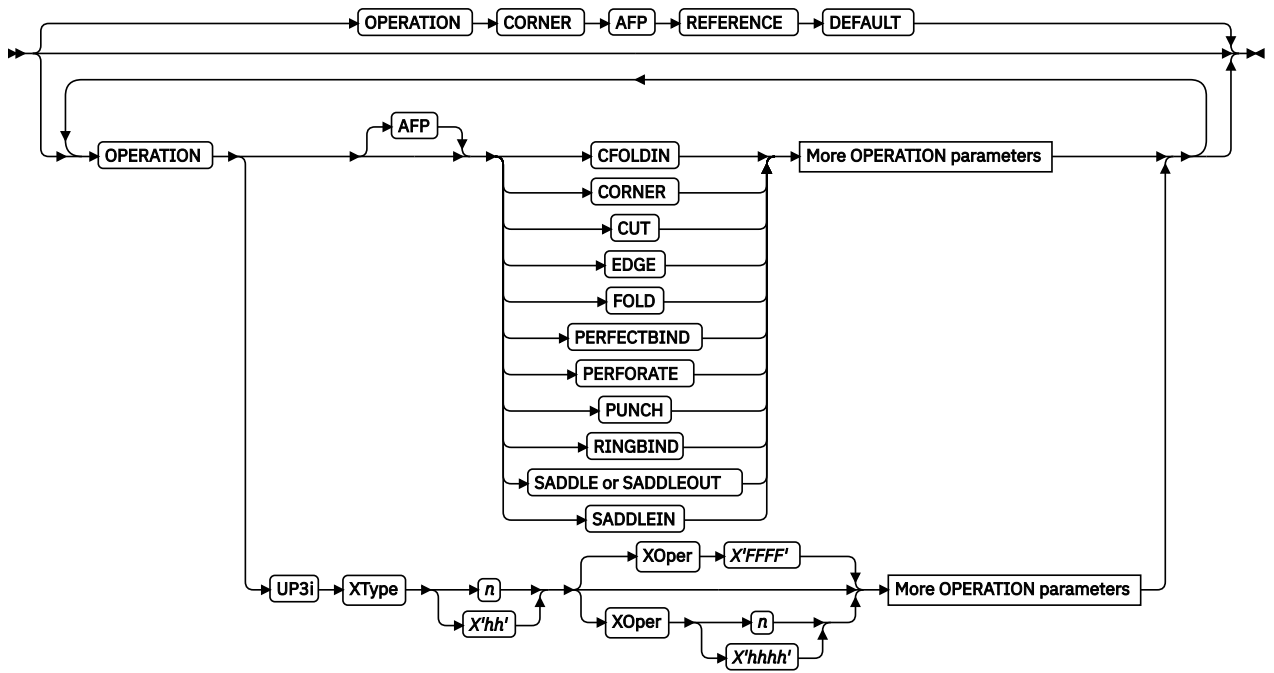 OPERATION CORNER AFP REFERENCE DEFAULT
AFP
OPERATION CFOLDIN More OPERATION parameters
CORNER
CUT
EDGE
FOLD
PERFECTBIND
PERFORATE
PUNCH
RINGBIND
SADDLE or SADDLEOUT
SADDLEIN
XOper X'FFFF'
UP3i XType n More OPERATION parameters
X'hh' XOper n
X'hhhh'